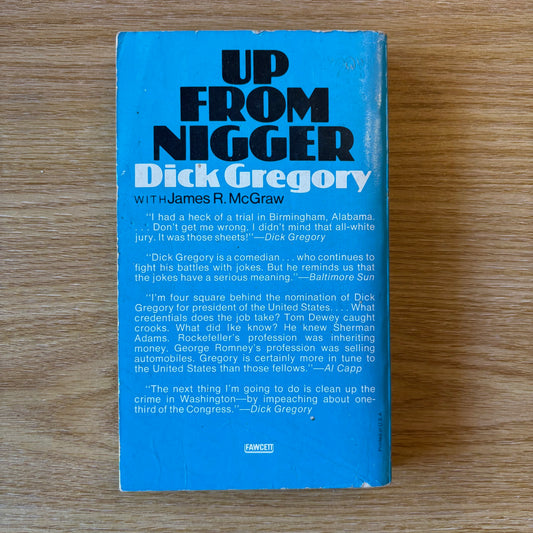 UP
FROM
NIGGER
Dick Gregory
WITH James R. McGraw
"I had a heck of a trial in Birmingham, Alabama.
. . . Don't get me wrong. I didn't mind that all-white
jury. It was those sheets!"—Dick Gregory
"Dick Gregory is a comedian . . . who continues to
fight his battles with jokes. But he reminds us that
the jokes have a serious meaning."—Baltimore Sun
"I'm four square behind the nomination of Dick
Gregory for president of the United States. . . . What
credentials does the job take? Tom Dewey caught
crooks. What did Ike know? He knew Sherman
Adams. Rockefeller's profession was inheriting
money. George Romney's profession was selling
automobiles. Gregory is certainly more in tune to
the United States than those fellows."—Al Capp
"The next thing I'm going to do is clean up the
crime in Washington—by impeaching about one-
third of the Congress."—Dick Gregory
FAWCETT